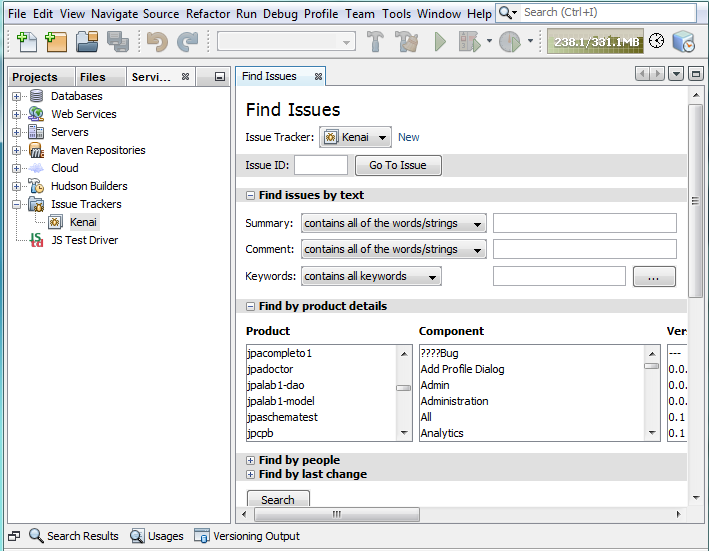 File Edit View Navigate Source Refactor Run Debug Profile Team Tools Window Help Search (Ctrl+I)
238.1/331.1MB
Projects Files Servi...
Find Issues
Databases
Web Services
Servers
Maven Repositories
Cloud
Hudson Builders
Issue Trackers
Kenai
JS Test Driver
Find Issues
Issue Tracker: Kenai New
Issue ID: Go To Issue
Find issues by text
Summary: contains all of the words/strings
Comment: contains all of the words/strings
Keywords: contains all keywords ...
Find by product details
Product Component Vers
jpacompleto1
jpadoctor
jpalab1-dao
jpalab1-model
jpaschematest
jpcpb
????Bug
Add Profile Dialog
Admin
Administration
All
Analytics
---
0.0.
0.0.
0.0.
0.1
0.1
Find by people
Find by last change
Search
Search Results Usages Versioning Output